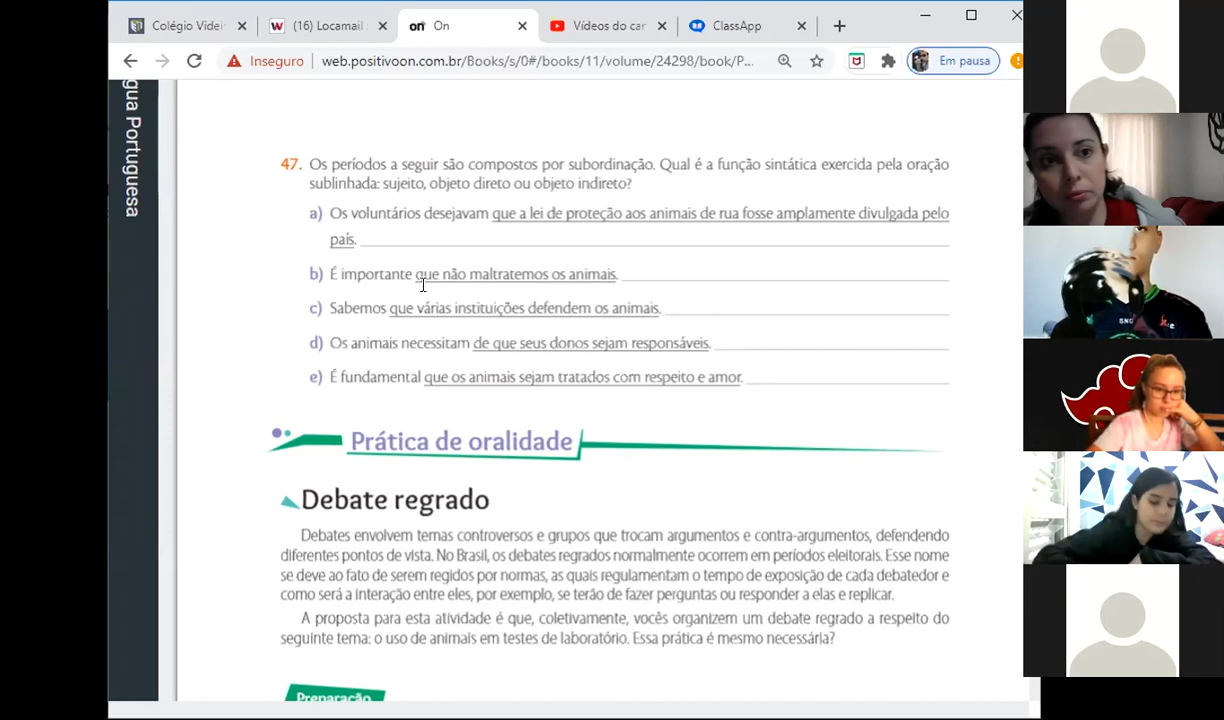 Colégio Videi
(16) Locamail
on
On
Vídeos do car
ClassApp
Inseguro
web.positivoon.com.br/Books/s/0#/books/11/volume/24298/book/P...
Em pausa
gua Portuguesa
47. Os períodos a seguir são compostos por subordinação. Qual é a função sintática exercida pela oração
sublinhada: sujeito, objeto direto ou objeto indireto?
a) Os voluntários desejavam que a lei de proteção aos animais de rua fosse amplamente divulgada pelo
país.
b) É importante que não maltratemos os animais.
c) Sabemos que várias instituições defendem os animais.
d) Os animais necessitam de que seus donos sejam responsáveis.
e) É fundamental que os animais sejam tratados com respeito e amor.
Prática de oralidade
Debate regrado
Debates envolvem temas controversos e grupos que trocam argumentos e contra-argumentos, defendendo
diferentes pontos de vista. No Brasil, os debates regrados normalmente ocorrem em períodos eleitorais. Esse nome
se deve ao fato de serem regidos por normas, as quais regulamentam o tempo de exposição de cada debatedor e
como será a interação entre eles, por exemplo, se terão de fazer perguntas ou responder a elas e replicar.
A proposta para esta atividade é que, coletivamente, vocês organizem um debate regrado a respeito do
seguinte tema: o uso de animais em testes de laboratório. Essa prática é mesmo necessária?
Preparação